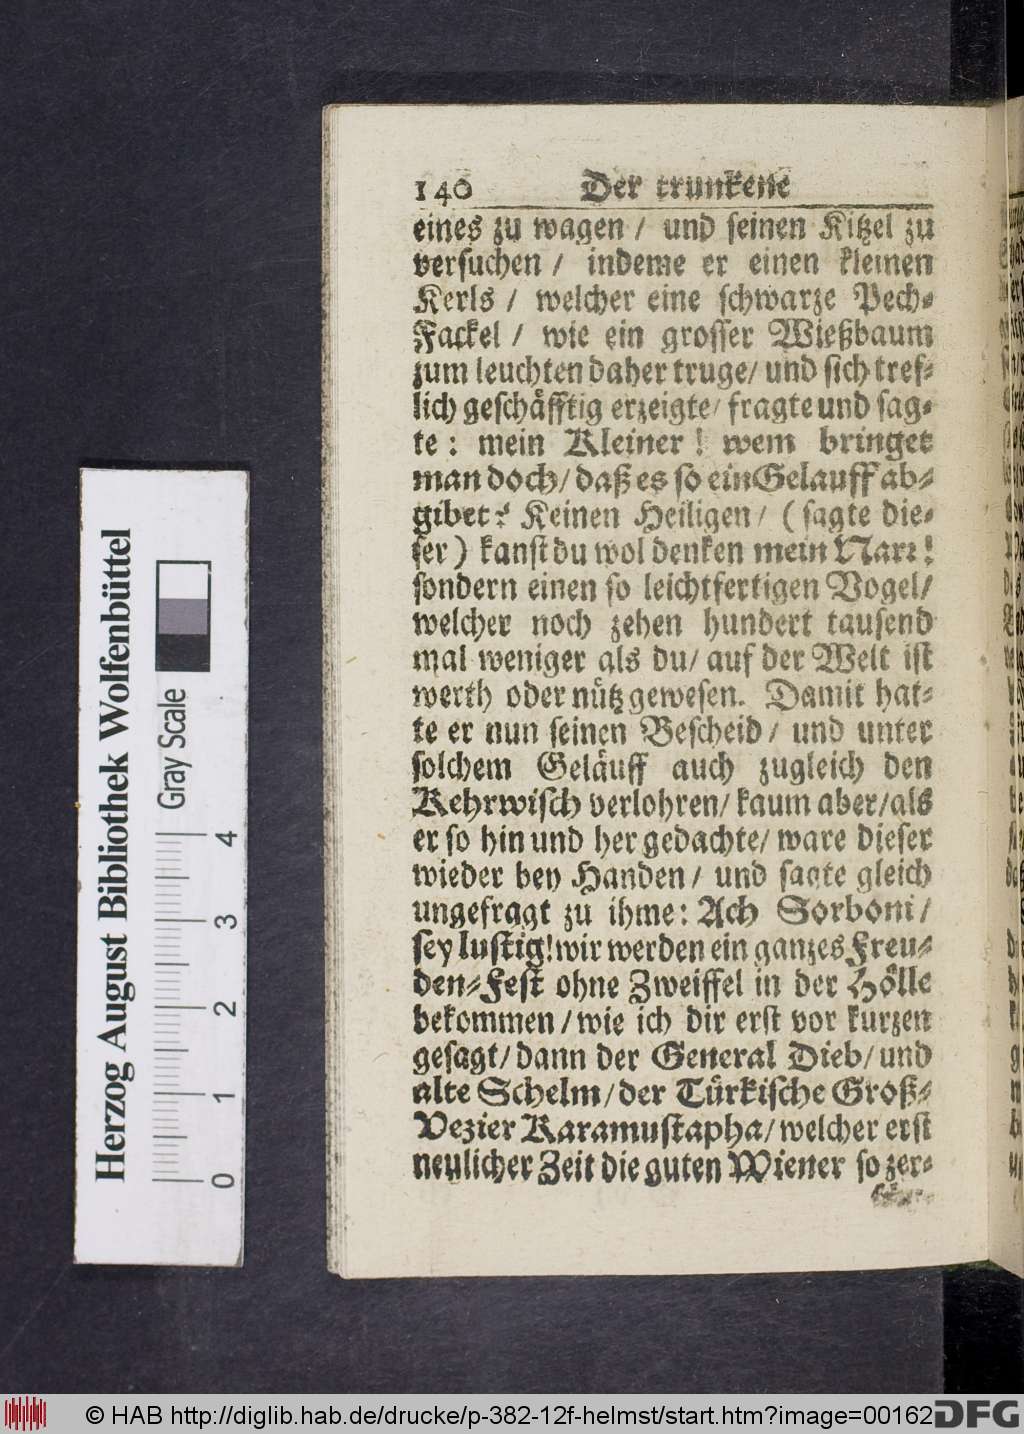 140 Der trunkene
eines zu wagen / und seinen Kitzel zu
versuchen / indeme er einen kleinen
Kerls / welcher eine schwarze Pech-
Fackel / wie ein grosser Wießbaum
zum leuchten daher truge / und sich tref-
lich geschäfftig erzeigte / fragte und sag-
te: mein Kleiner! wem bringet
man doch / daß es so ein Gelauff ab-
gibet? Keinen Heiligen / (sagte die-
ser) kanst du wol denken mein Narr!
sondern einen so leichtfertigen Vogel /
welcher noch zehen hundert tausend
mal weniger als du / auf der Welt ist
werth oder nütz gewesen. Damit hat-
te er nun seinen Bescheid / und unter
solchem Geläuff auch zugleich den
Kehrwisch verlohren / kaum aber / als
er so hin und her gedachte / ware dieser
wieder bey Handen / und sagte gleich
ungefragt zu ihme: Ach Sorboni /
sey lustig! wir werden ein ganzes Freu-
den-Fest ohne Zweiffel in der Hölle
bekommen / wie ich dir erst vor kurzen
gesagt / dann der General Dieb / und
alte Schelm / der Türkische Groß-
Vezier Karamustapha / welcher erst
neulicher Zeit die guten Wiener so zer-
Herzog August Bibliothek Wolfenbüttel
Gray Scale
0 1 2 3 4
© HAB http://diglib.hab.de/drucke/p-382-12f-helmst/start.htm?image=00162
DFG